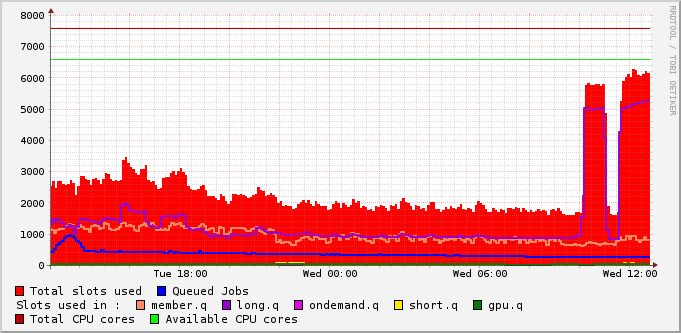 8000
7000
6000
5000
4000
3000
2000
1000
0
Tue 18:00 Wed 00:00 Wed 06:00 Wed 12:00
Total slots used Queued Jobs
Slots used in : member.q long.q ondemand.q short.q gpu.q
Total CPU cores Available CPU cores
RRDTOOL / TOBI OETIKER